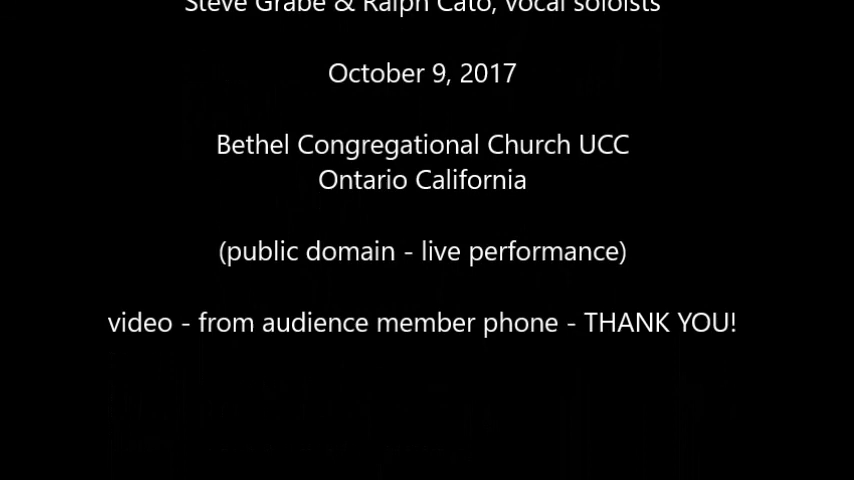 Steve Grabe & Ralph Cato, vocal soloists
October 9, 2017
Bethel Congregational Church UCC
Ontario California
(public domain - live performance)
video - from audience member phone - THANK YOU!